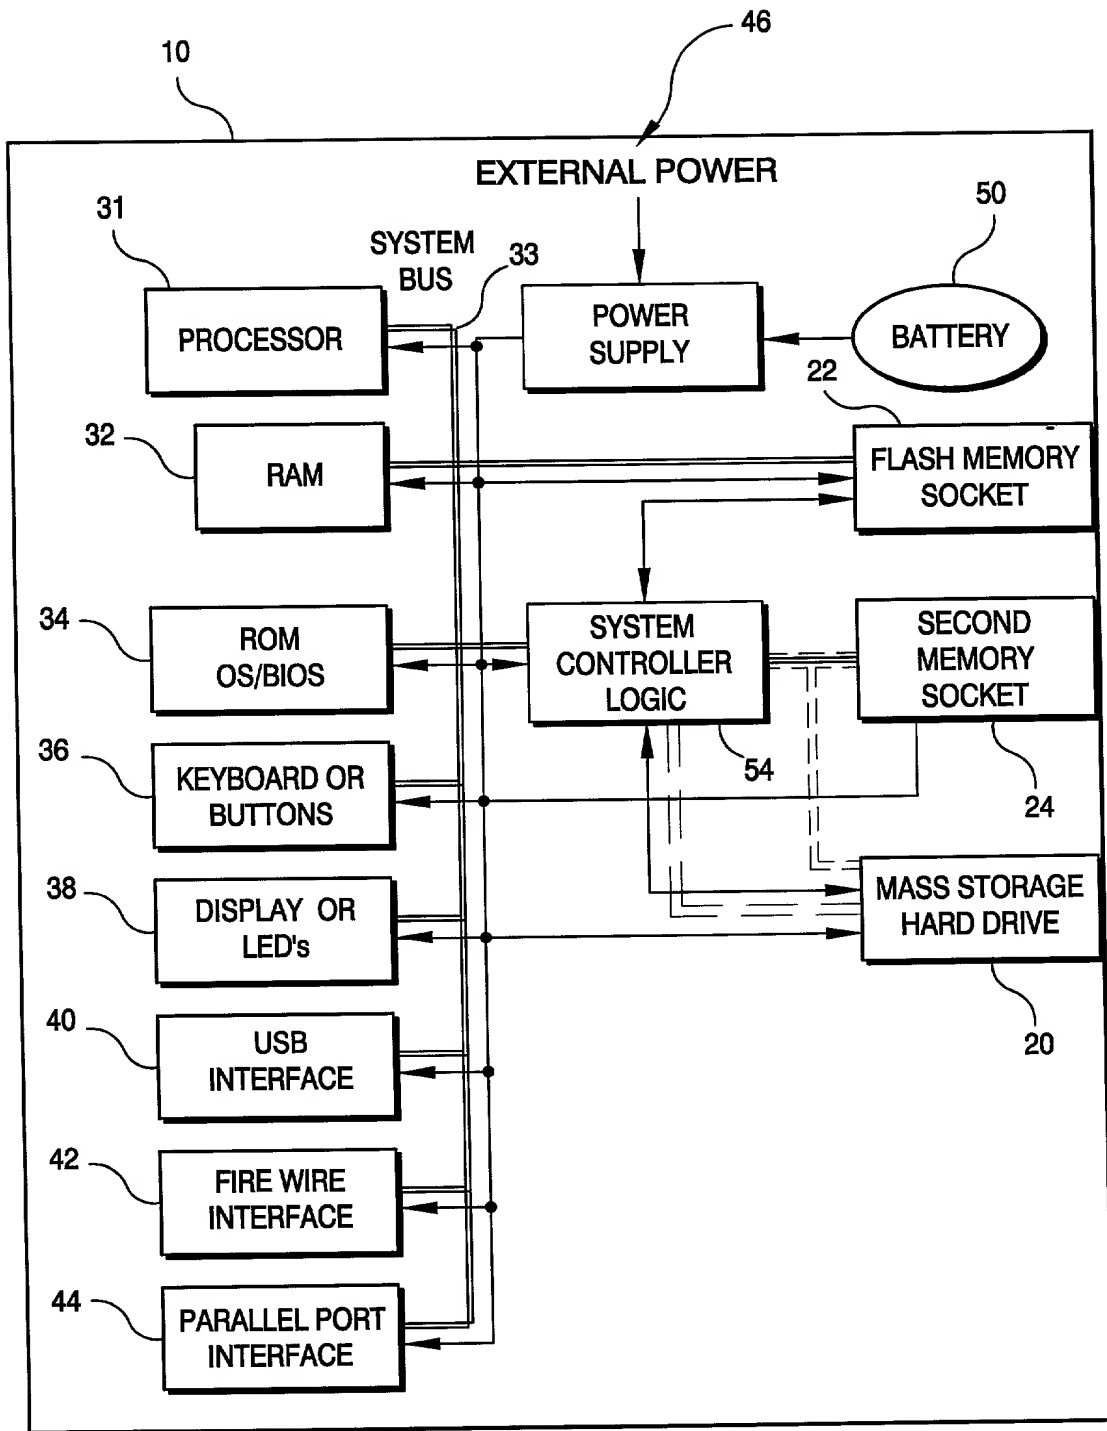 46
10
EXTERNAL POWER
31
SYSTEM
BUS
33
50
PROCESSOR
POWER
SUPPLY
BATTERY
22
32
RAM
FLASH MEMORY
SOCKET
34
ROM
OS/BIOS
SYSTEM
CONTROLLER
LOGIC
SECOND
MEMORY
SOCKET
36
KEYBOARD OR
BUTTONS
54
24
38
DISPLAY OR
LED's
MASS STORAGE
HARD DRIVE
40
USB
INTERFACE
20
42
FIRE WIRE
INTERFACE
44
PARALLEL PORT
INTERFACE